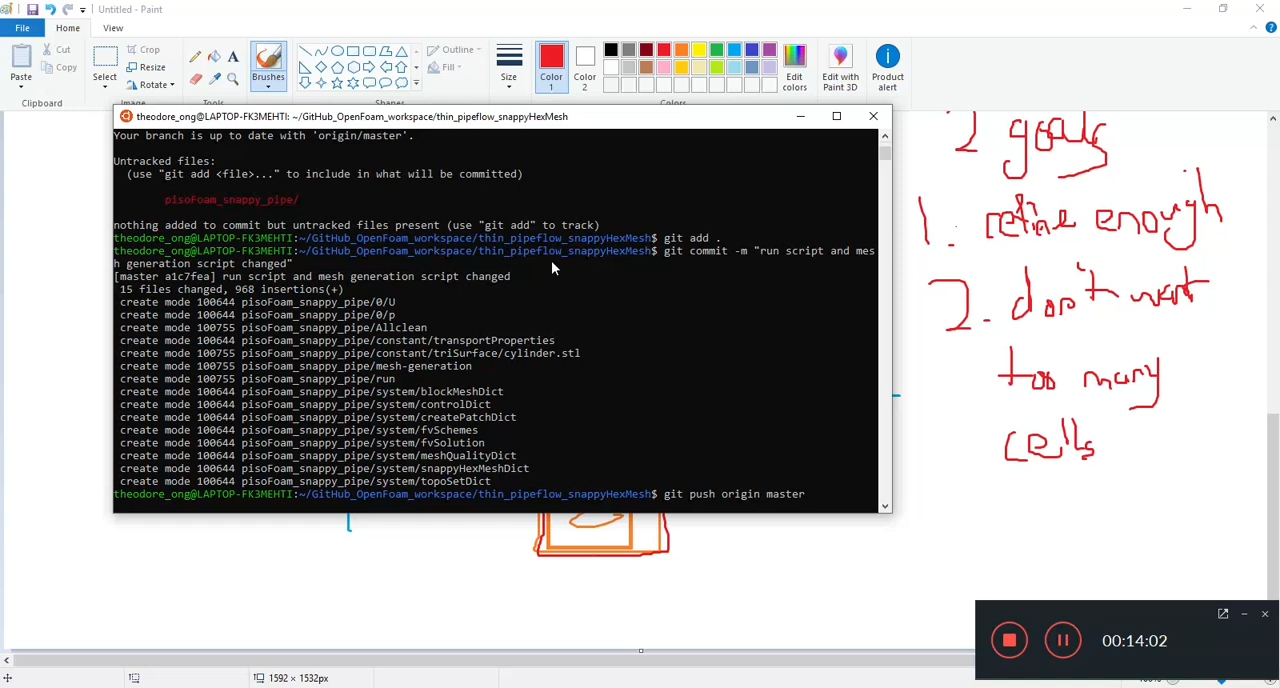 Untitled - Paint
File
Home
View
Paste
Cut
Copy
Clipboard
Select
Crop
Resize
Rotate
Image
Tools
Brushes
Outline
Fill
Shapes
Size
Color
1
Color
2
Edit
colors
Colors
Edit with
Paint 3D
Product
alert
theodore_ong@LAPTOP-FK3MEHTI: ~/GitHub_OpenFoam_workspace/thin_pipeflow_snappyHexMesh
Your branch is up to date with 'origin/master'.
Untracked files:
(use "git add <file>..." to include in what will be committed)
pisoFoam_snappy_pipe/
nothing added to commit but untracked files present (use "git add" to track)
theodore_ong@LAPTOP-FK3MEHTI:~/GitHub_OpenFoam_workspace/thin_pipeflow_snappyHexMesh$ git add .
theodore_ong@LAPTOP-FK3MEHTI:~/GitHub_OpenFoam_workspace/thin_pipeflow_snappyHexMesh$ git commit -m "run script and mes
h generation script changed"
[master a1c7fea] run script and mesh generation script changed
15 files changed, 968 insertions(+)
create mode 100644 pisoFoam_snappy_pipe/0/U
create mode 100644 pisoFoam_snappy_pipe/0/p
create mode 100755 pisoFoam_snappy_pipe/Allclean
create mode 100644 pisoFoam_snappy_pipe/constant/transportProperties
create mode 100755 pisoFoam_snappy_pipe/constant/triSurface/cylinder.stl
create mode 100755 pisoFoam_snappy_pipe/mesh-generation
create mode 100755 pisoFoam_snappy_pipe/run
create mode 100644 pisoFoam_snappy_pipe/system/blockMeshDict
create mode 100644 pisoFoam_snappy_pipe/system/controlDict
create mode 100644 pisoFoam_snappy_pipe/system/createPatchDict
create mode 100644 pisoFoam_snappy_pipe/system/fvSchemes
create mode 100644 pisoFoam_snappy_pipe/system/fvSolution
create mode 100644 pisoFoam_snappy_pipe/system/meshQualityDict
create mode 100644 pisoFoam_snappy_pipe/system/snappyHexMeshDict
create mode 100644 pisoFoam_snappy_pipe/system/topoSetDict
theodore_ong@LAPTOP-FK3MEHTI:~/GitHub_OpenFoam_workspace/thin_pipeflow_snappyHexMesh$ git push origin master
2 goals
1. refine enough
2. don't want
too many
cells
00:14:02
1592 × 1532px